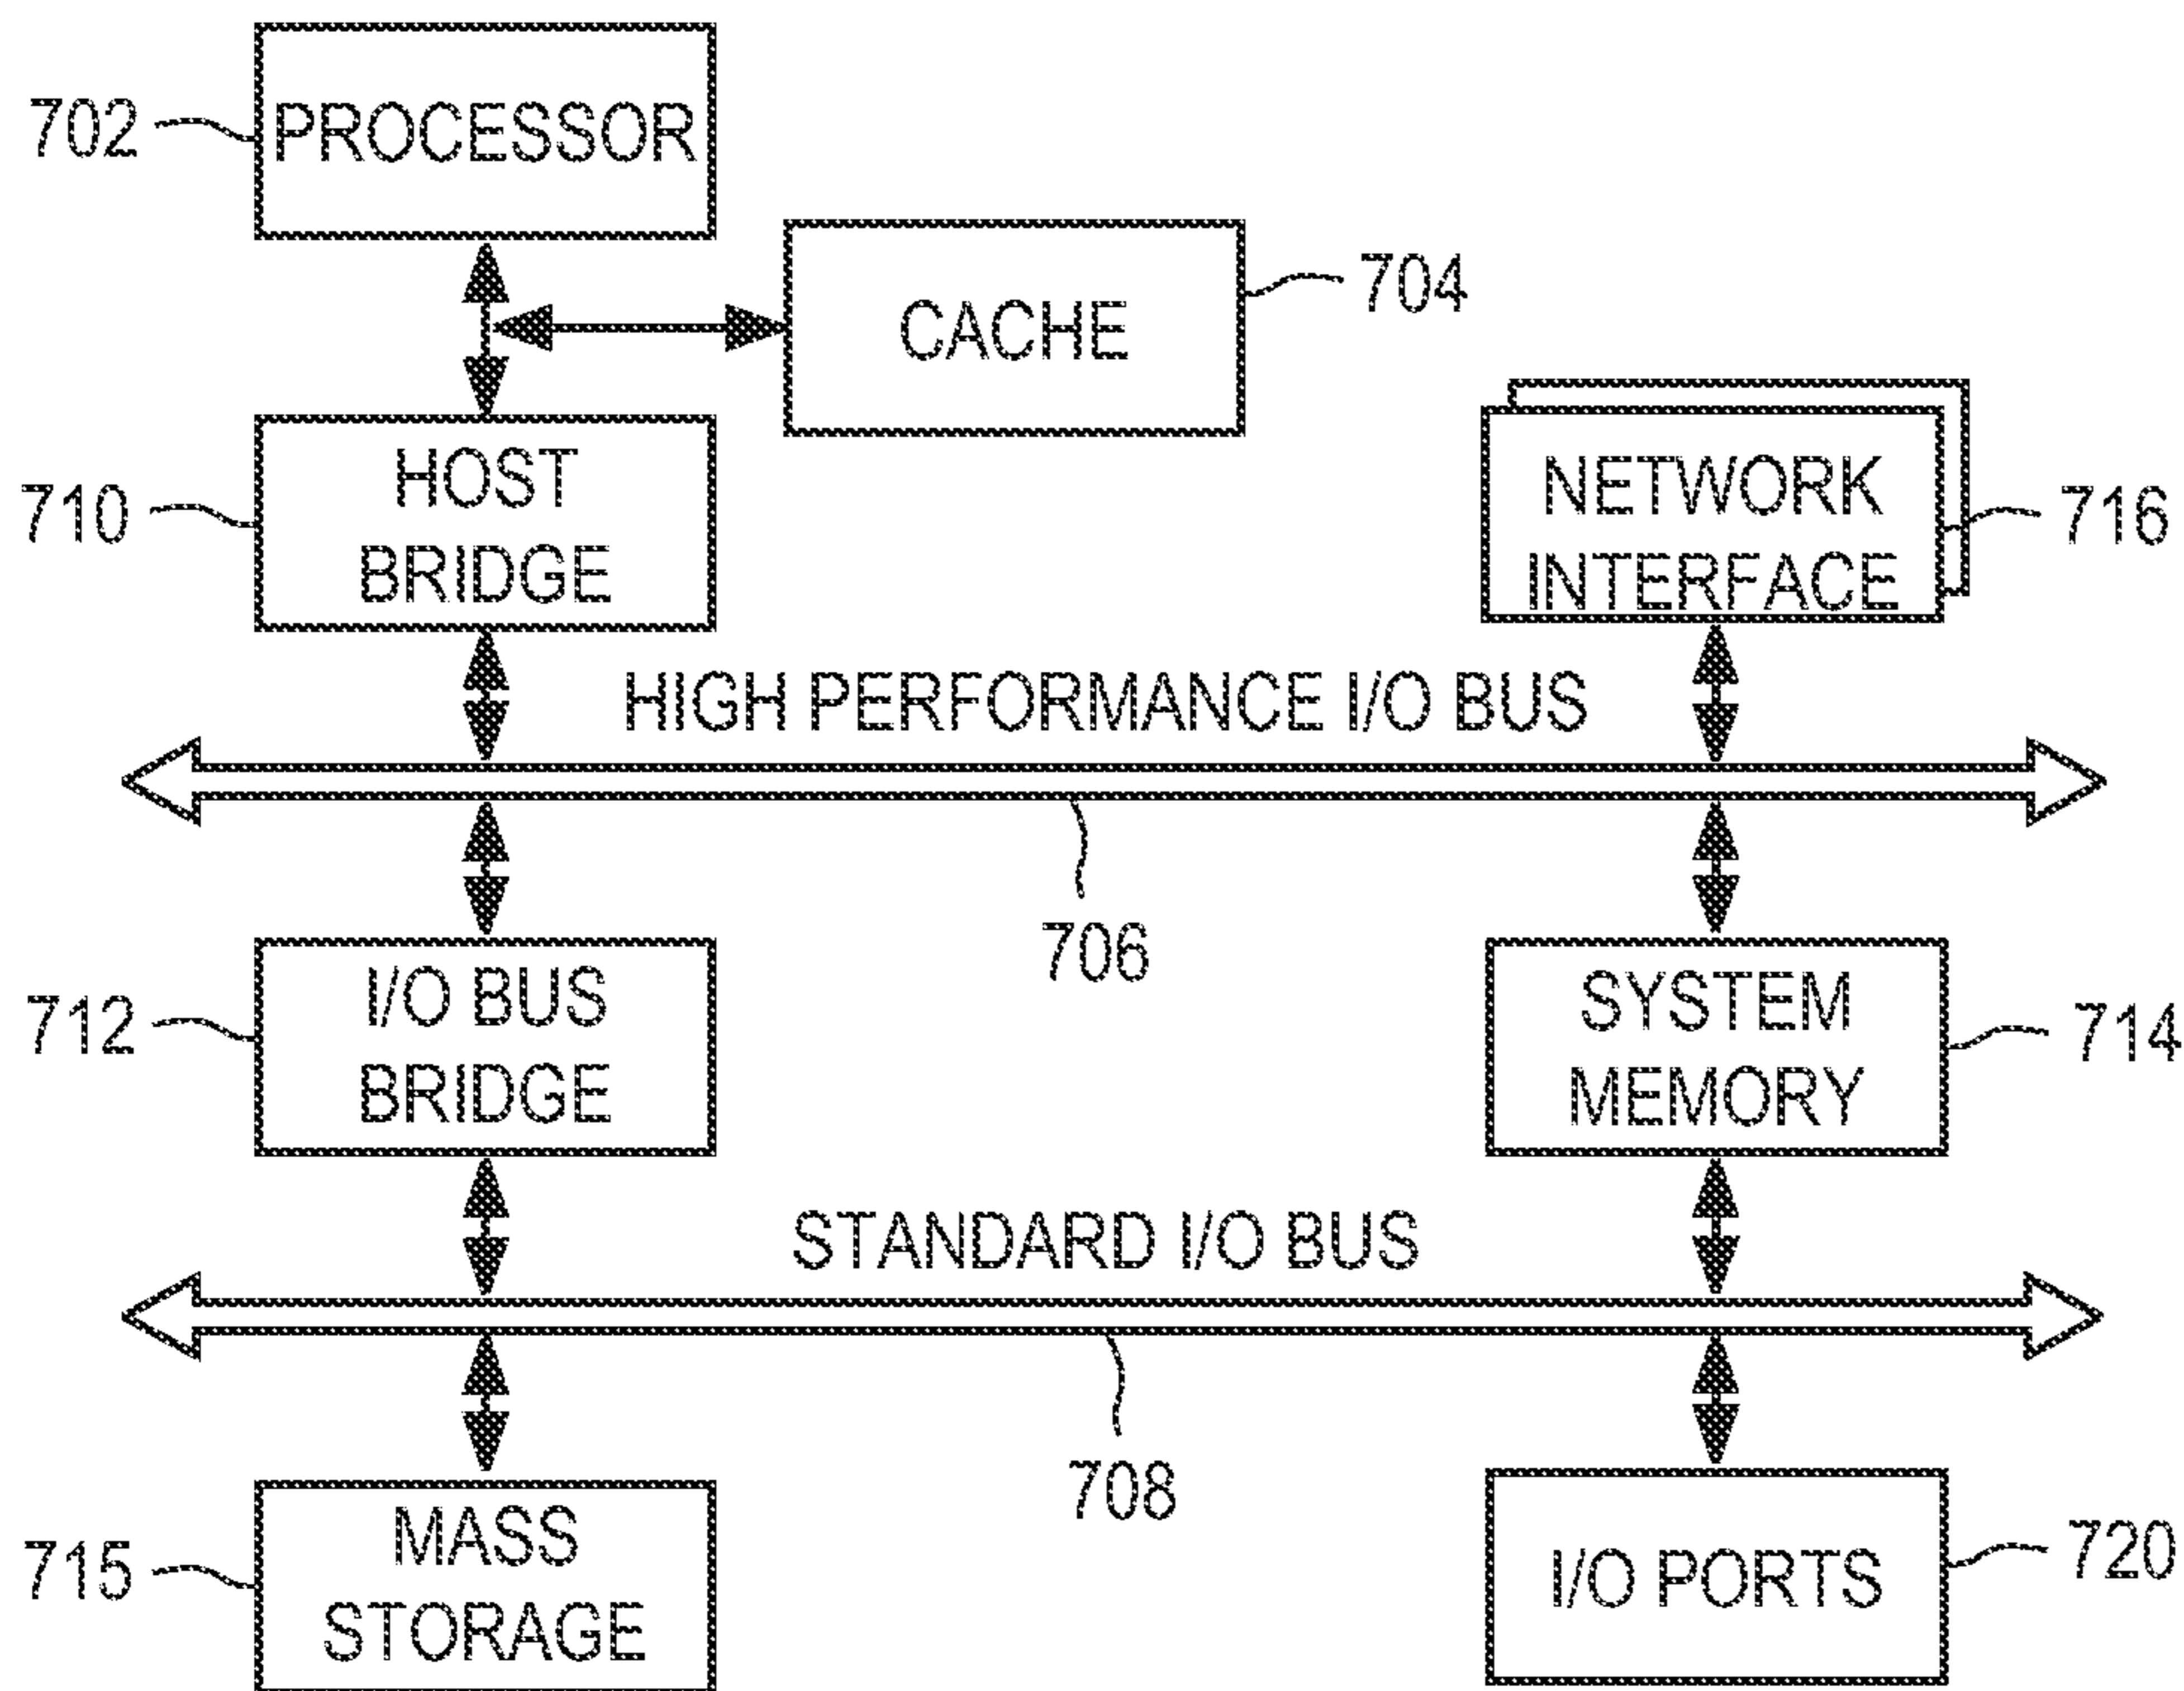 702
PROCESSOR
CACHE
704
710
HOST
BRIDGE
NETWORK
INTERFACE
716
HIGH PERFORMANCE I/O BUS
706
712
I/O BUS
BRIDGE
SYSTEM
MEMORY
714
STANDARD I/O BUS
708
715
MASS
STORAGE
I/O PORTS
720